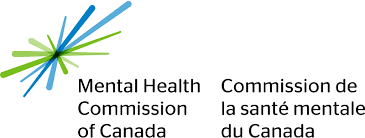 Mental Health
Commission
of Canada
Commission de
la santé mentale
du Canada